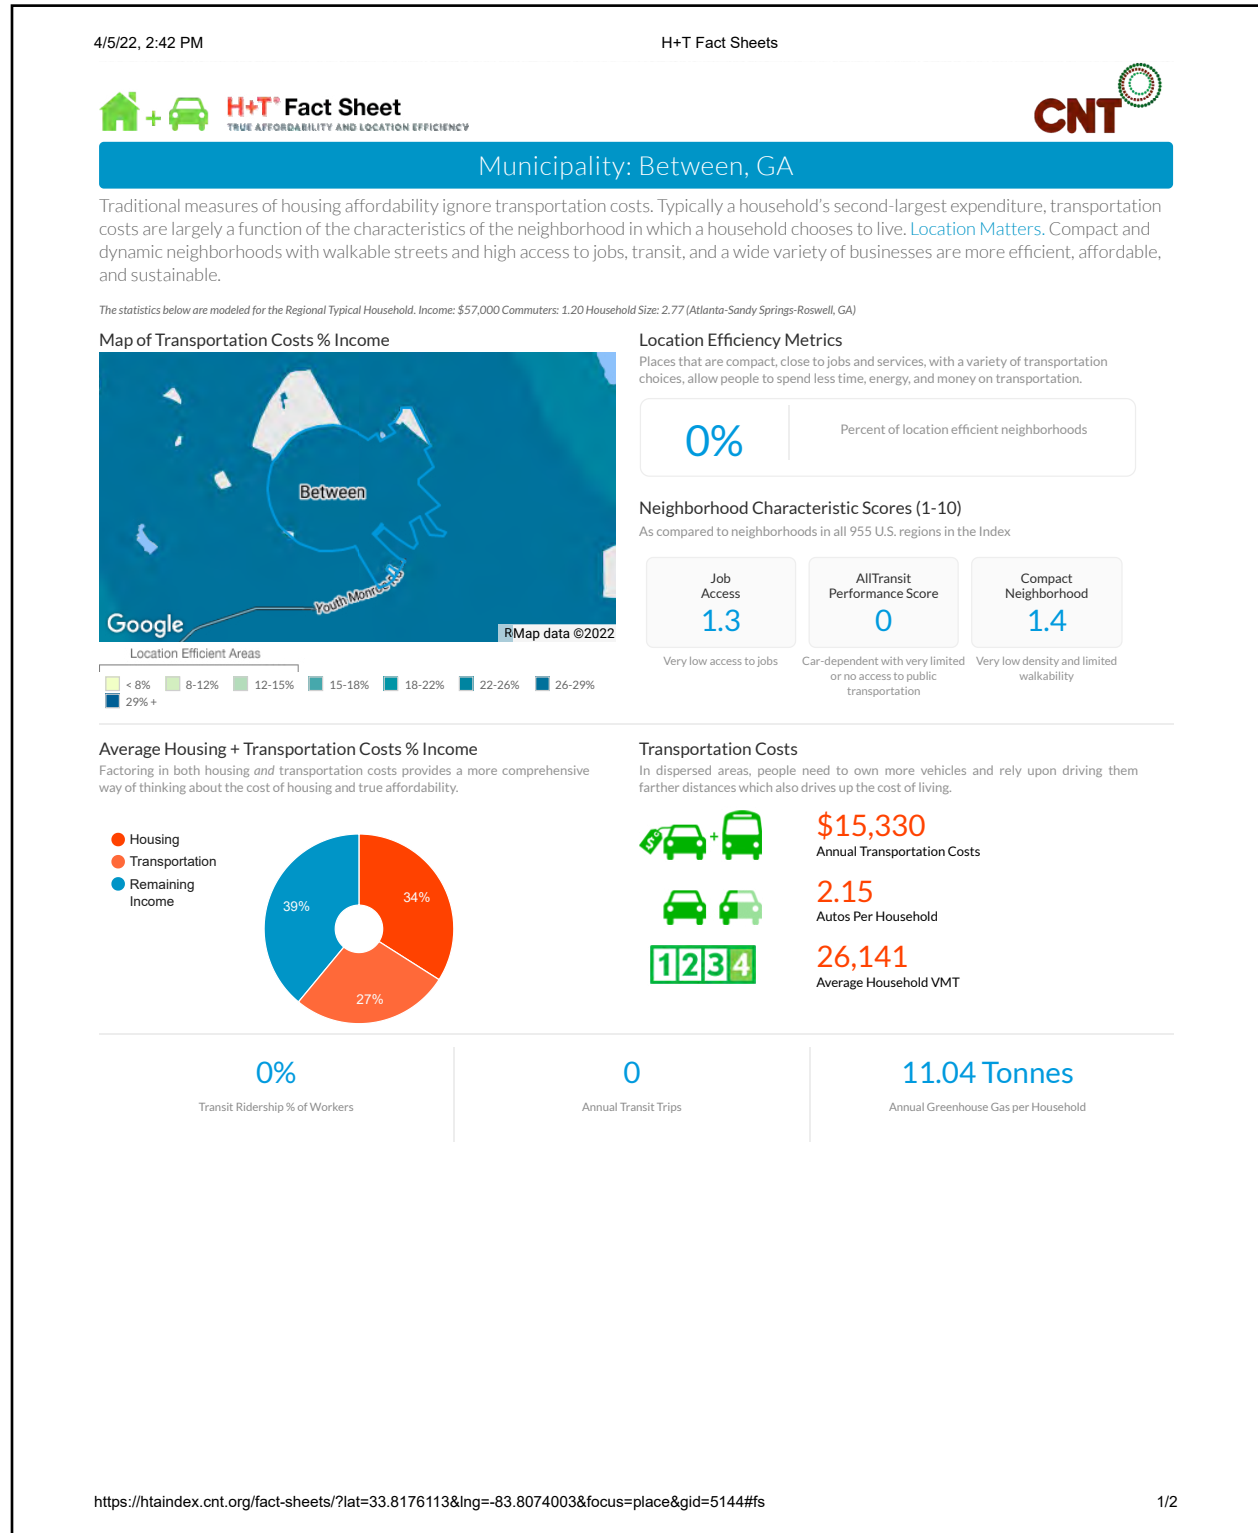 4/5/22, 2:42 PM
H+T Fact Sheets
H+T® Fact Sheet
TRUE AFFORDABILITY AND LOCATION EFFICIENCY
CNT
Municipality: Between, GA
Traditional measures of housing affordability ignore transportation costs. Typically a household's second-largest expenditure, transportation
costs are largely a function of the characteristics of the neighborhood in which a household chooses to live. Location Matters. Compact and
dynamic neighborhoods with walkable streets and high access to jobs, transit, and a wide variety of businesses are more efficient, affordable,
and sustainable.
The statistics below are modeled for the Regional Typical Household. Income: $57,000 Commuters: 1.20 Household Size: 2.77 (Atlanta-Sandy Springs-Roswell, GA)
Map of Transportation Costs % Income
Between
Youth Monroe Rd
Google
RMap data ©2022
Location Efficient Areas
< 8%
8-12%
12-15%
15-18%
18-22%
22-26%
26-29%
29% +
Location Efficiency Metrics
Places that are compact, close to jobs and services, with a variety of transportation
choices, allow people to spend less time, energy, and money on transportation.
0%
Percent of location efficient neighborhoods
Neighborhood Characteristic Scores (1-10)
As compared to neighborhoods in all 955 U.S. regions in the Index
Job
Access
1.3
Very low access to jobs
AllTransit
Performance Score
0
Car-dependent with very limited
or no access to public
transportation
Compact
Neighborhood
1.4
Very low density and limited
walkability
Average Housing + Transportation Costs % Income
Factoring in both housing and transportation costs provides a more comprehensive
way of thinking about the cost of housing and true affordability.
Housing
Transportation
Remaining
Income
39%
34%
27%
Transportation Costs
In dispersed areas, people need to own more vehicles and rely upon driving them
farther distances which also drives up the cost of living.
$
$15,330
Annual Transportation Costs
2.15
Autos Per Household
1234
26,141
Average Household VMT
0%
Transit Ridership % of Workers
0
Annual Transit Trips
11.04 Tonnes
Annual Greenhouse Gas per Household
https://htaindex.cnt.org/fact-sheets/?lat=33.8176113&lng=-83.8074003&focus=place&gid=5144#fs
1/2